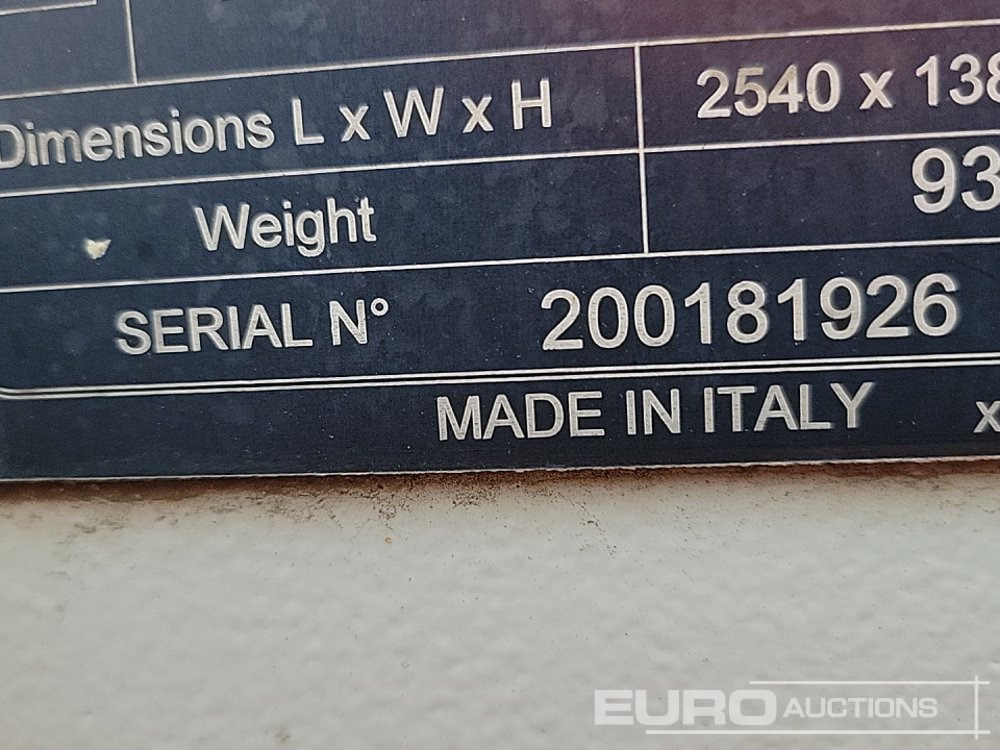 Dimensions L x W x H 2540 x 138
Weight 93
SERIAL N° 200181926
MADE IN ITALY x
EURO AUCTIONS